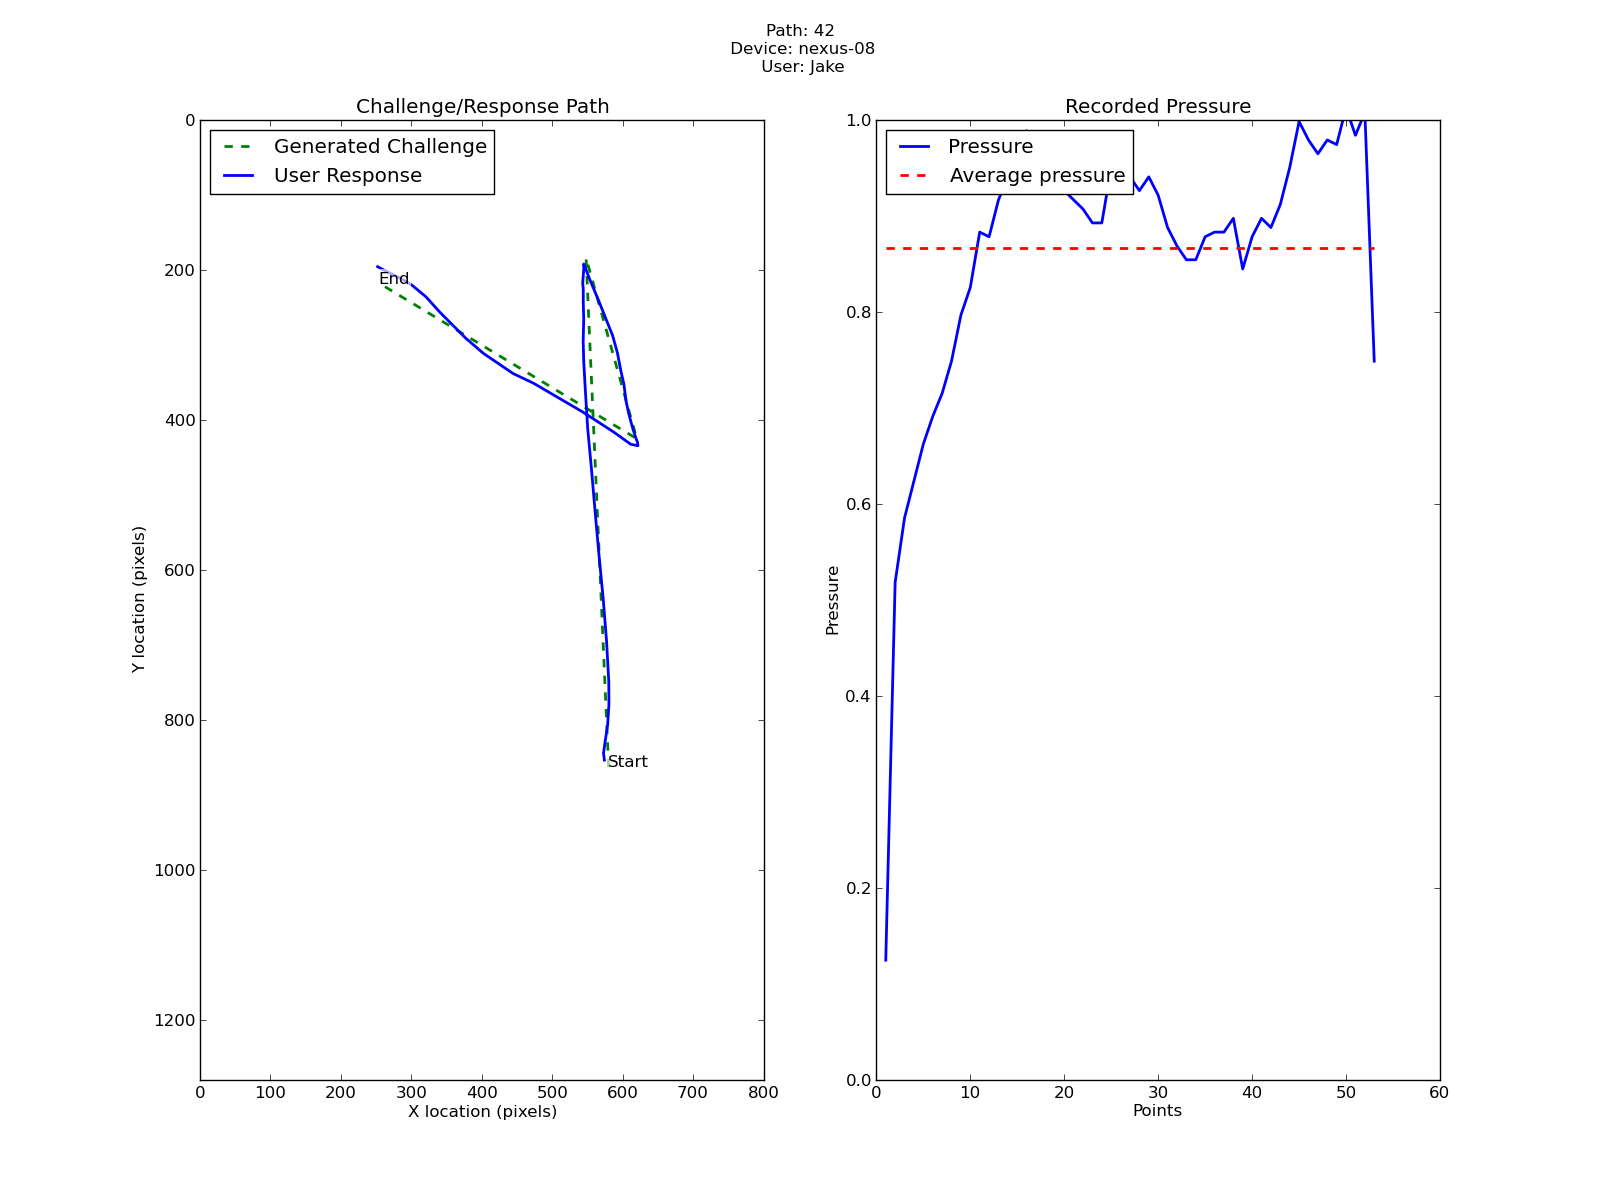 Path: 42
Device: nexus-08
User: Jake
Challenge/Response Path
Generated Challenge
User Response
0
200
400
600
800
1000
1200
Y location (pixels)
End
Start
0 100 200 300 400 500 600 700 800
X location (pixels)
Recorded Pressure
Pressure
Average pressure
1.0
0.8
0.6
0.4
0.2
0.0
Pressure
0 10 20 30 40 50 60
Points